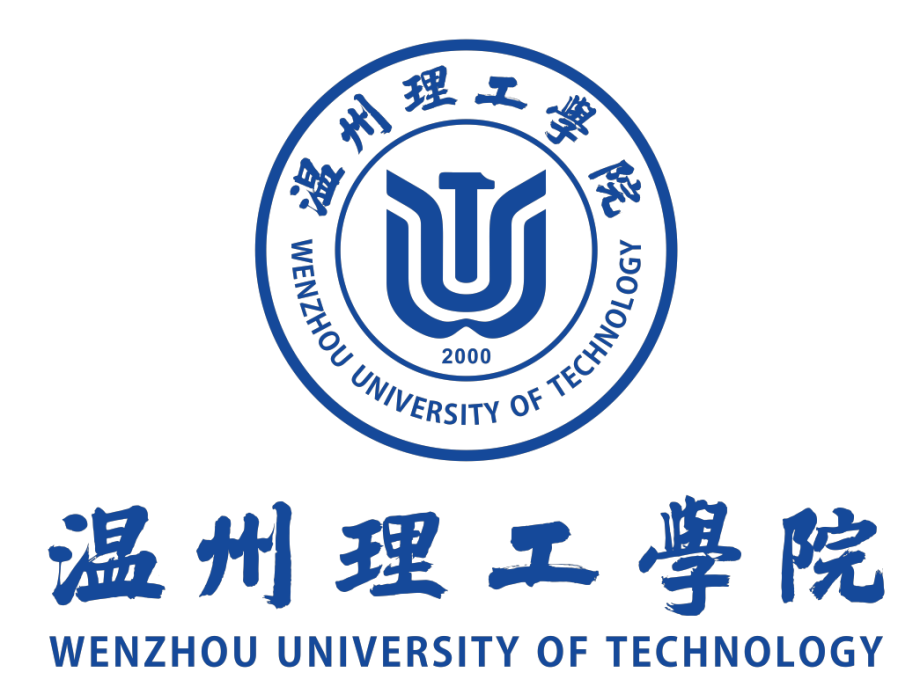 温州理工學院
WENZHOU UNIVERSITY OF TECHNOLOGY
2000
温州理工學院
WENZHOU UNIVERSITY OF TECHNOLOGY